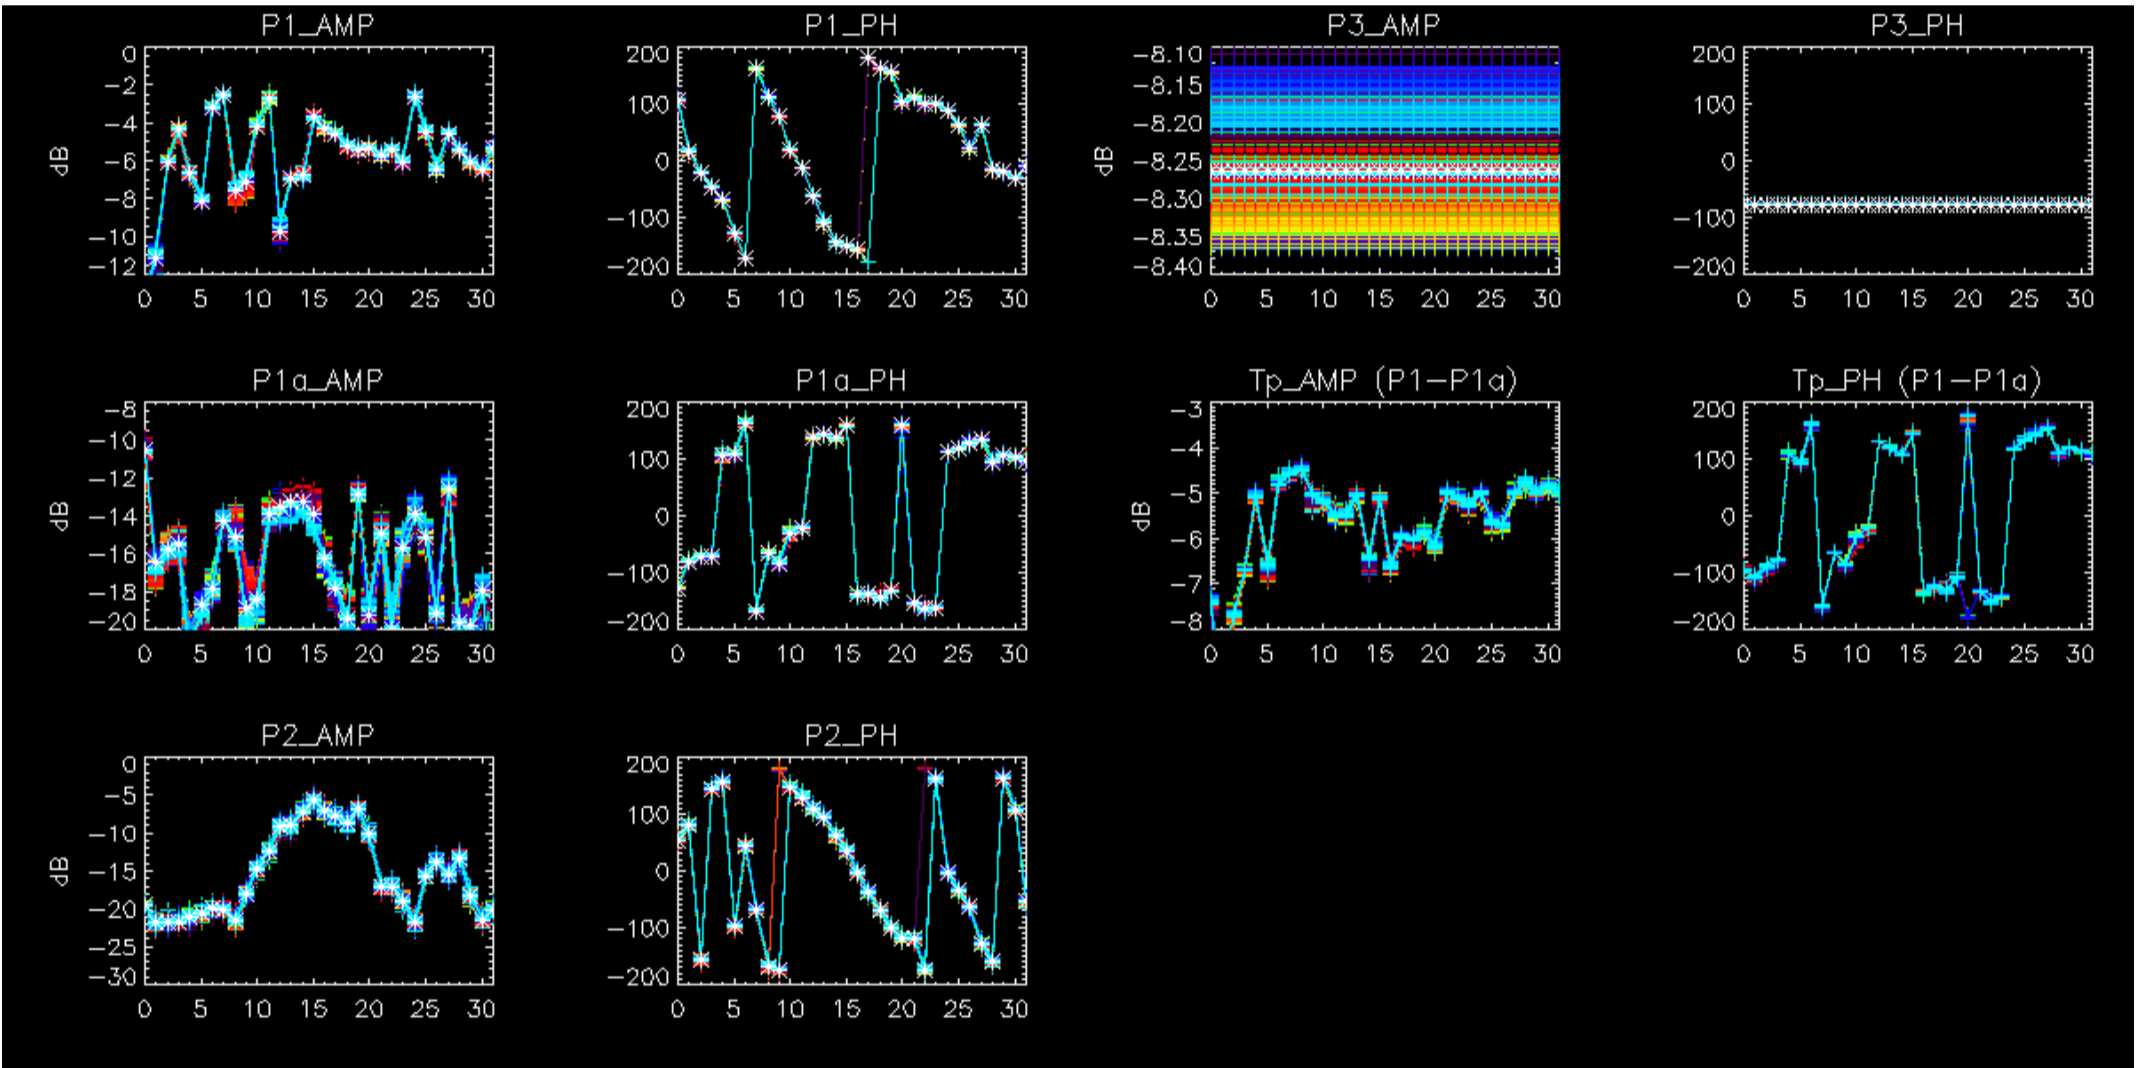 P1_AMP P1_PH P3_AMP P3_PH
0 200 -8.10 200
-2 100 -8.15 100
-4 0 -8.20 0
-6 -100 -8.25 -100
-8 -200 -8.30 -200
-10 -8.35
-12 -8.40
dB dB
0 5 10 15 20 25 30 0 5 10 15 20 25 30 0 5 10 15 20 25 30 0 5 10 15 20 25 30
P1a_AMP P1a_PH Tp_AMP (P1-P1a) Tp_PH (P1-P1a)
-8 200 -3 200
-10 100 -4 100
-12 0 -5 0
-14 -100 -6 -100
-16 -200 -7 -200
-18 -8
-20
dB dB
0 5 10 15 20 25 30 0 5 10 15 20 25 30 0 5 10 15 20 25 30 0 5 10 15 20 25 30
P2_AMP P2_PH
0 200
-5 100
-10 0
-15 -100
-20 -200
-25
-30
dB
0 5 10 15 20 25 30 0 5 10 15 20 25 30